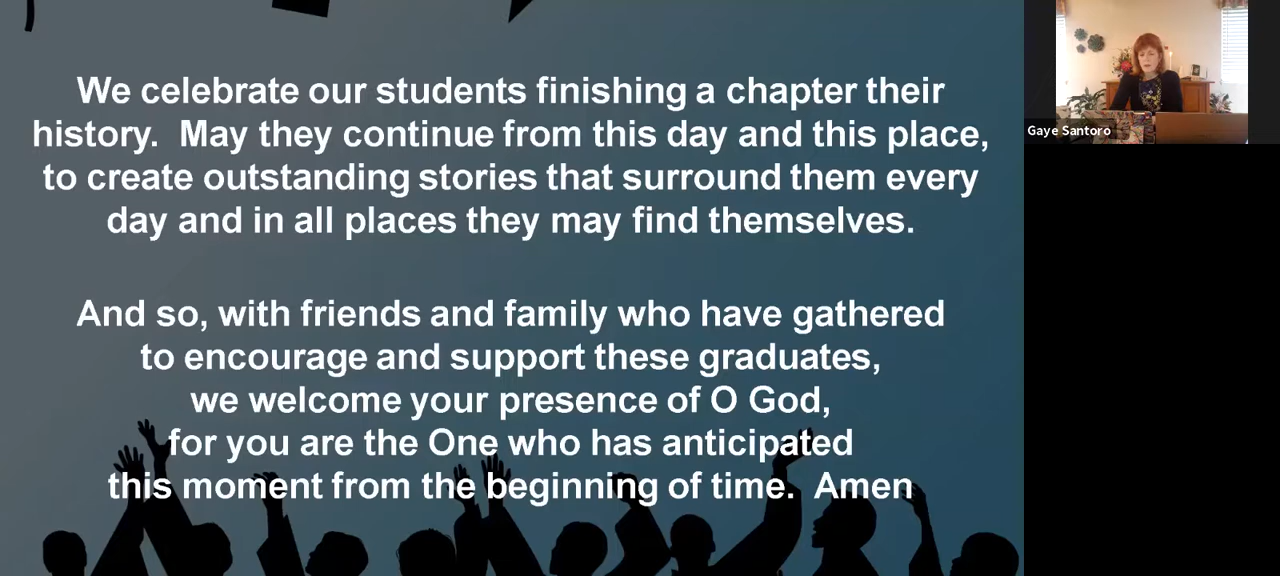 We celebrate our students finishing a chapter their
history.  May they continue from this day and this place,
to create outstanding stories that surround them every
day and in all places they may find themselves.
And so, with friends and family who have gathered
to encourage and support these graduates,
we welcome your presence of O God,
for you are the One who has anticipated
this moment from the beginning of time.  Amen
Gaye Santoro